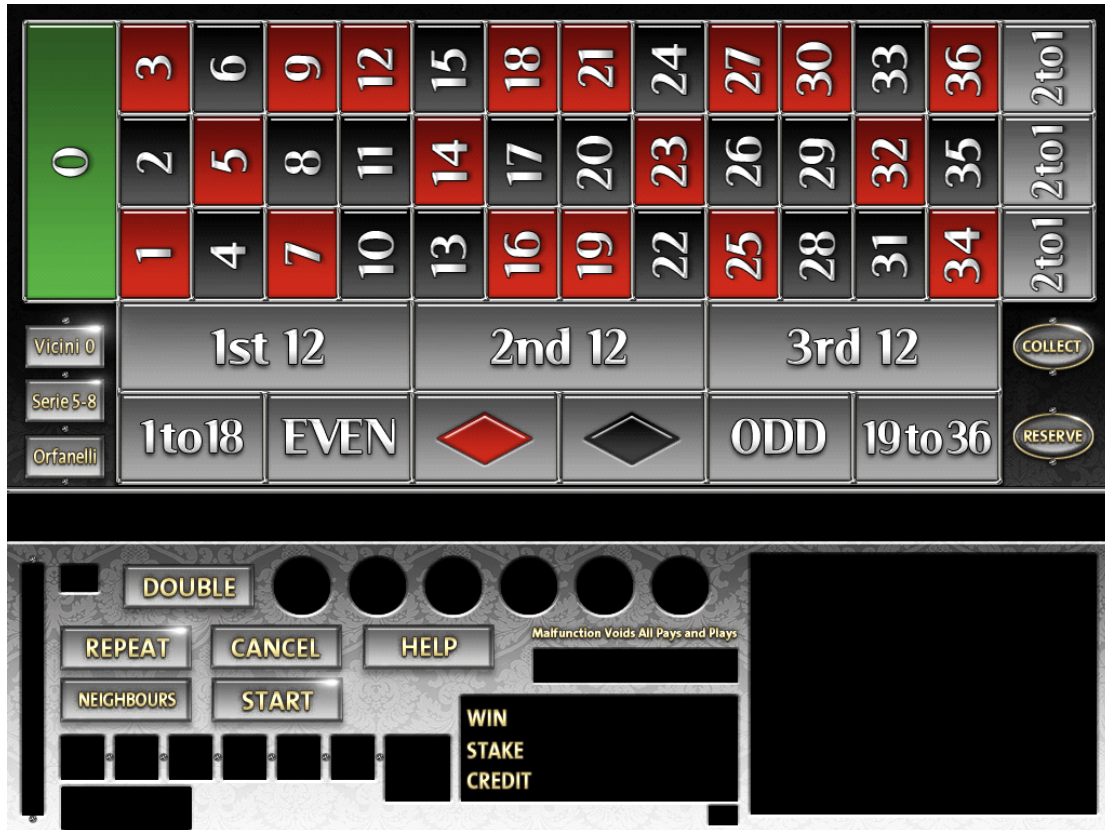 3 6 9 12 15 18 21 24 27 30 33 36 2to1
0 2 5 8 11 14 17 20 23 26 29 32 35 2to1
1 4 7 10 13 16 19 22 25 28 31 34 2to1
Vicini 0 1st 12 2nd 12 3rd 12 COLLECT
Serie 5-8
Orfanelli 1to18 EVEN ODD 19to36 RESERVE
DOUBLE
REPEAT CANCEL HELP Malfunction Voids All Pays and Plays
NEIGHBOURS START
WIN
STAKE
CREDIT